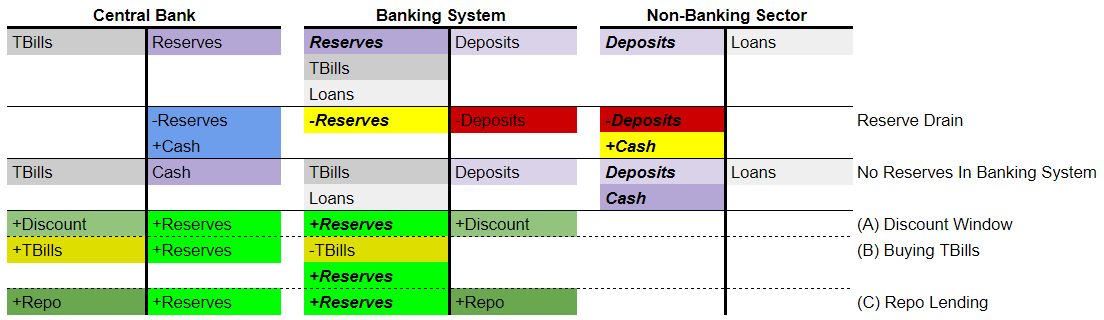 Central Bank Banking System Non-Banking Sector
TBills Reserves Reserves Deposits Deposits Loans
TBills
Loans
-Reserves -Reserves -Deposits -Deposits Reserve Drain
+Cash +Cash
TBills Cash TBills Deposits Deposits Loans No Reserves In Banking System
Loans Cash
+Discount +Reserves +Reserves +Discount (A) Discount Window
+TBills +Reserves -TBills (B) Buying TBills
+Reserves
+Repo +Reserves +Reserves +Repo (C) Repo Lending